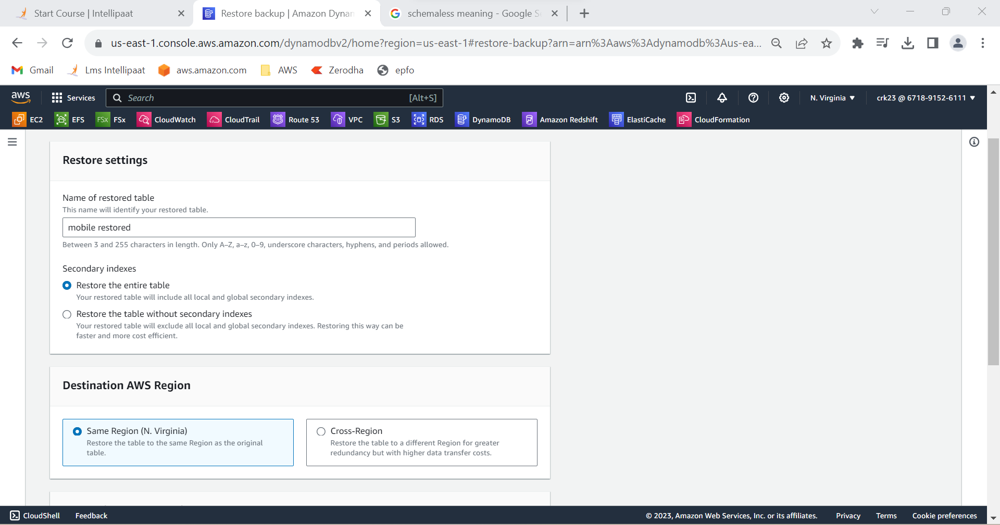 Start Course | Intellipaat
Restore backup | Amazon Dynam
schemaless meaning - Google S
us-east-1.console.aws.amazon.com/dynamodbv2/home?region=us-east-1#restore-backup?arn=arn%3Aaws%3Adynamodb%3Aus-ea...
Gmail
Lms Intellipaat
aws.amazon.com
AWS
Zerodha
epfo
aws
Services
Search
[Alt+S]
N. Virginia
crk23 @ 6718-9152-6111
EC2
EFS
FSx
FSx
CloudWatch
CloudTrail
Route 53
VPC
S3
RDS
DynamoDB
Amazon Redshift
ElastiCache
CloudFormation
Restore settings
Name of restored table
This name will identify your restored table.
mobile restored
Between 3 and 255 characters in length. Only A–Z, a–z, 0–9, underscore characters, hyphens, and periods allowed.
Secondary indexes
Restore the entire table
Your restored table will include all local and global secondary indexes.
Restore the table without secondary indexes
Your restored table will exclude all local and global secondary indexes. Restoring this way can be
faster and more cost efficient.
Destination AWS Region
Same Region (N. Virginia)
Restore the table to the same Region as the original
table.
Cross-Region
Restore the table to a different Region for greater
redundancy but with higher data transfer costs.
CloudShell
Feedback
© 2023, Amazon Web Services, Inc. or its affiliates.
Privacy
Terms
Cookie preferences